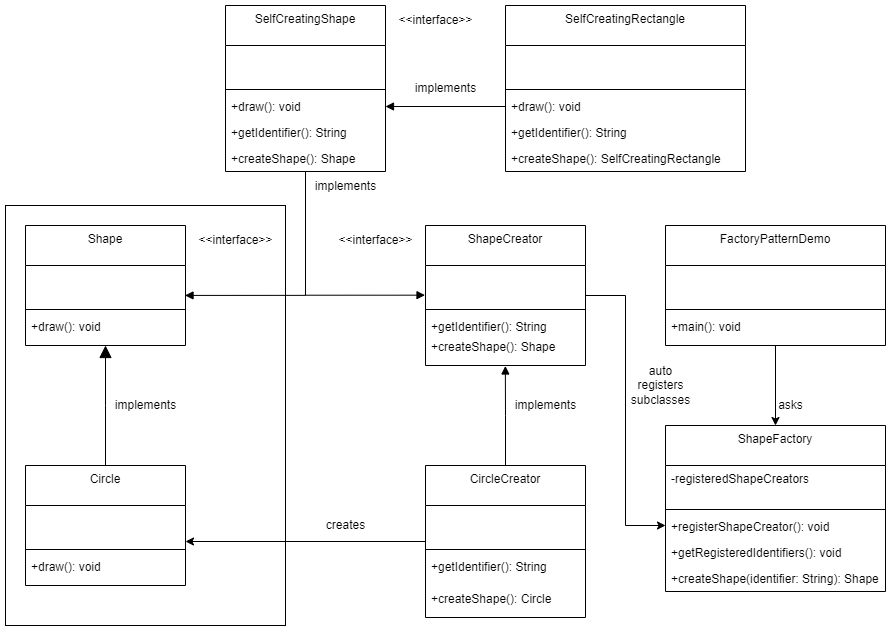 SelfCreatingShape
<<interface>>
SelfCreatingRectangle
implements
+draw(): void
+getIdentifier(): String
+createShape(): Shape
+draw(): void
+getIdentifier(): String
+createShape(): SelfCreatingRectangle
implements
Shape
<<interface>>
+draw(): void
<<interface>>
ShapeCreator
+getIdentifier(): String
+createShape(): Shape
FactoryPatternDemo
+main(): void
implements
implements
auto
registers
subclasses
asks
Circle
+draw(): void
creates
CircleCreator
+getIdentifier(): String
+createShape(): Circle
ShapeFactory
-registeredShapeCreators
+registerShapeCreator(): void
+getRegisteredIdentifiers(): void
+createShape(identifier: String): Shape